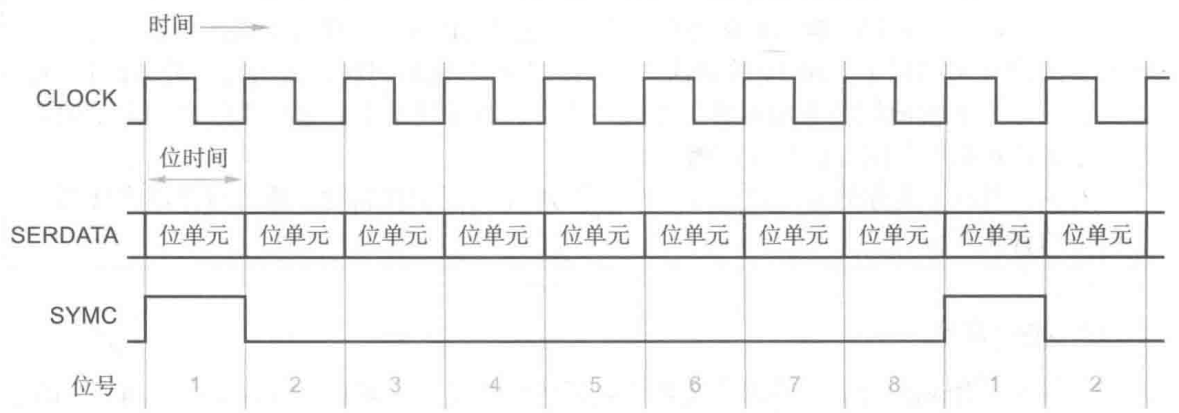 时间
CLOCK
位时间
SERDATA 位单元 位单元 位单元 位单元 位单元 位单元 位单元 位单元 位单元 位单元
SYMC
位号 1 2 3 4 5 6 7 8 1 2